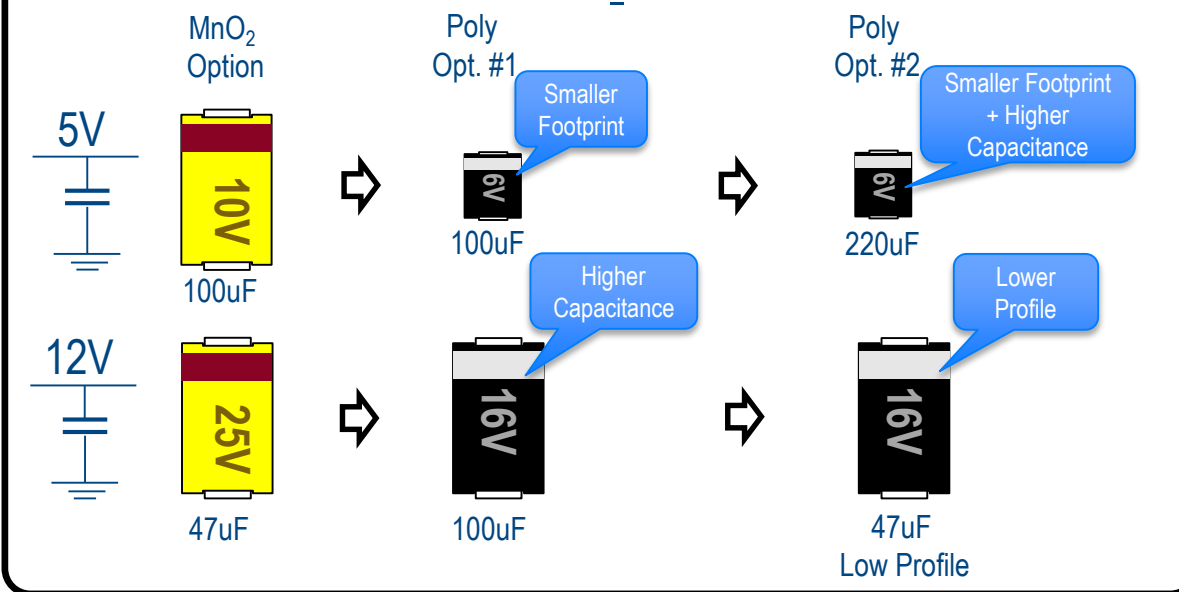 MnO₂
Option
Poly
Opt. #1
Poly
Opt. #2
Smaller
Footprint
Smaller Footprint
+ Higher
Capacitance
5V
10V
6V
6V
100uF
100uF
220uF
Higher
Capacitance
Lower
Profile
12V
25V
16V
16V
47uF
100uF
47uF
Low Profile